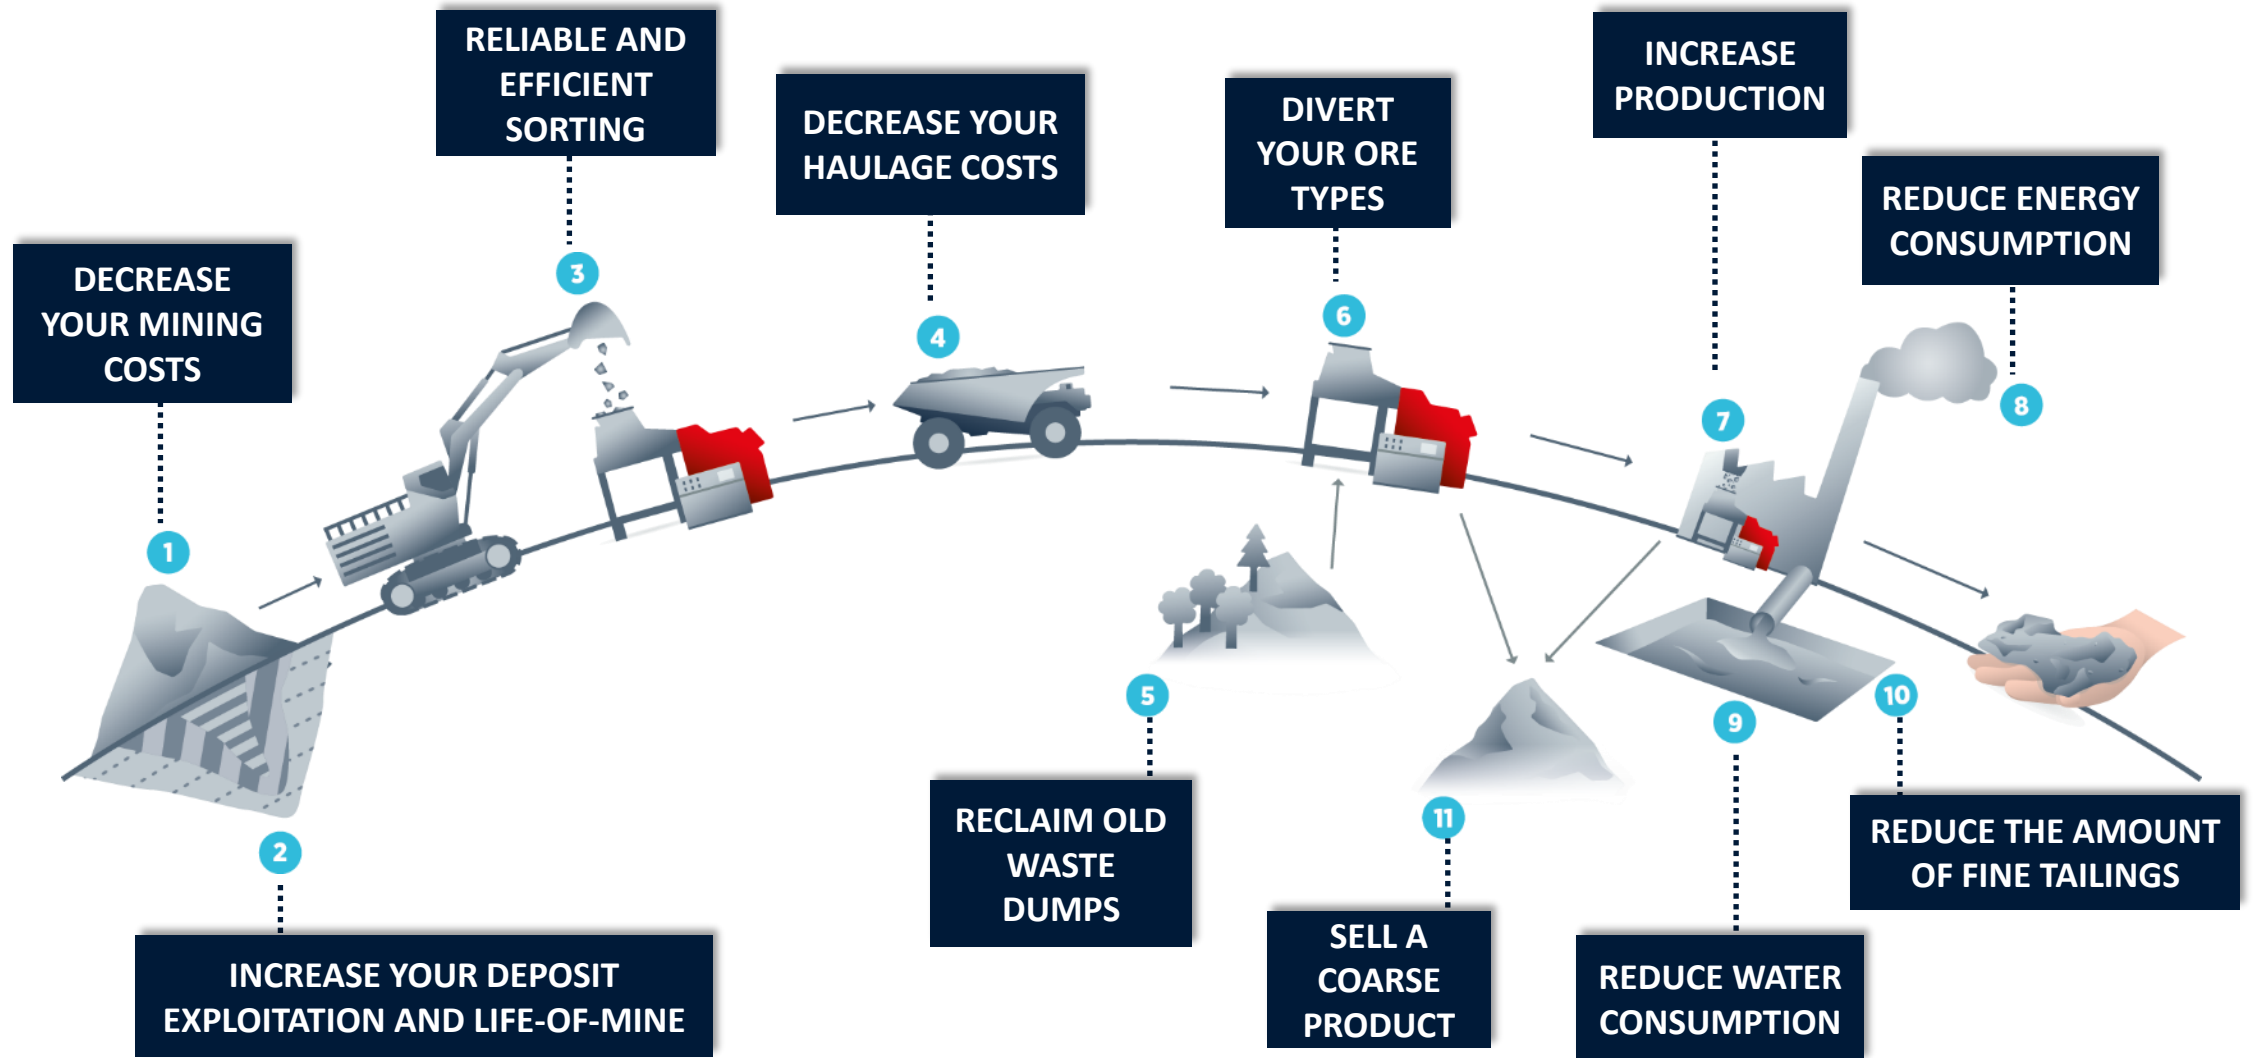 DECREASE
YOUR MINING
COSTS
1
2
INCREASE YOUR DEPOSIT
EXPLOITATION AND LIFE-OF-MINE
RELIABLE AND
EFFICIENT
SORTING
3
DECREASE YOUR
HAULAGE COSTS
4
5
RECLAIM OLD
WASTE
DUMPS
DIVERT
YOUR ORE
TYPES
6
INCREASE
PRODUCTION
7
REDUCE ENERGY
CONSUMPTION
8
9
REDUCE WATER
CONSUMPTION
10
REDUCE THE AMOUNT
OF FINE TAILINGS
11
SELL A
COARSE
PRODUCT